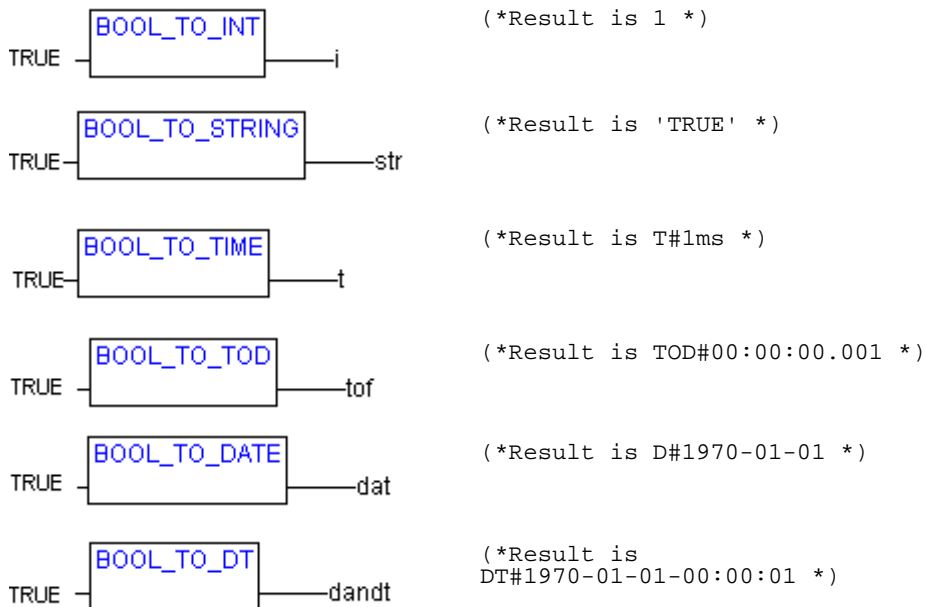 BOOL_TO_INT (*Result is 1 *)
TRUE i
BOOL_TO_STRING (*Result is 'TRUE' *)
TRUE str
BOOL_TO_TIME (*Result is T#1ms *)
TRUE t
BOOL_TO_TOD (*Result is TOD#00:00:00.001 *)
TRUE tof
BOOL_TO_DATE (*Result is D#1970-01-01 *)
TRUE dat
BOOL_TO_DT (*Result is
DT#1970-01-01-00:00:01 *)
TRUE dandt